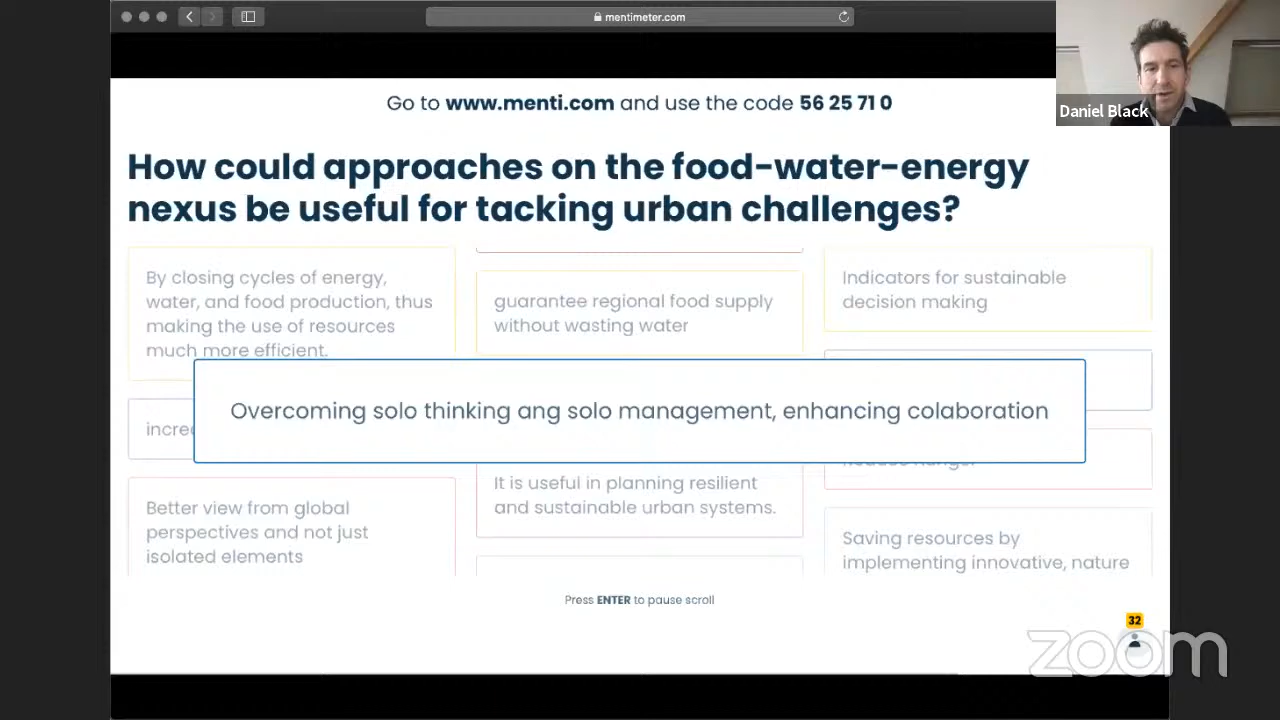 mentimeter.com
Daniel Black
Go to www.menti.com and use the code 56 25 71 0
How could approaches on the food-water-energy
nexus be useful for tacking urban challenges?
By closing cycles of energy,
water, and food production, thus
making the use of resources
much more efficient.
guarantee regional food supply
without wasting water
Indicators for sustainable
decision making
Overcoming solo thinking ang solo management, enhancing colaboration
Better view from global
perspectives and not just
isolated elements
It is useful in planning resilient
and sustainable urban systems.
Saving resources by
implementing innovative, nature
Press ENTER to pause scroll
32
zoom